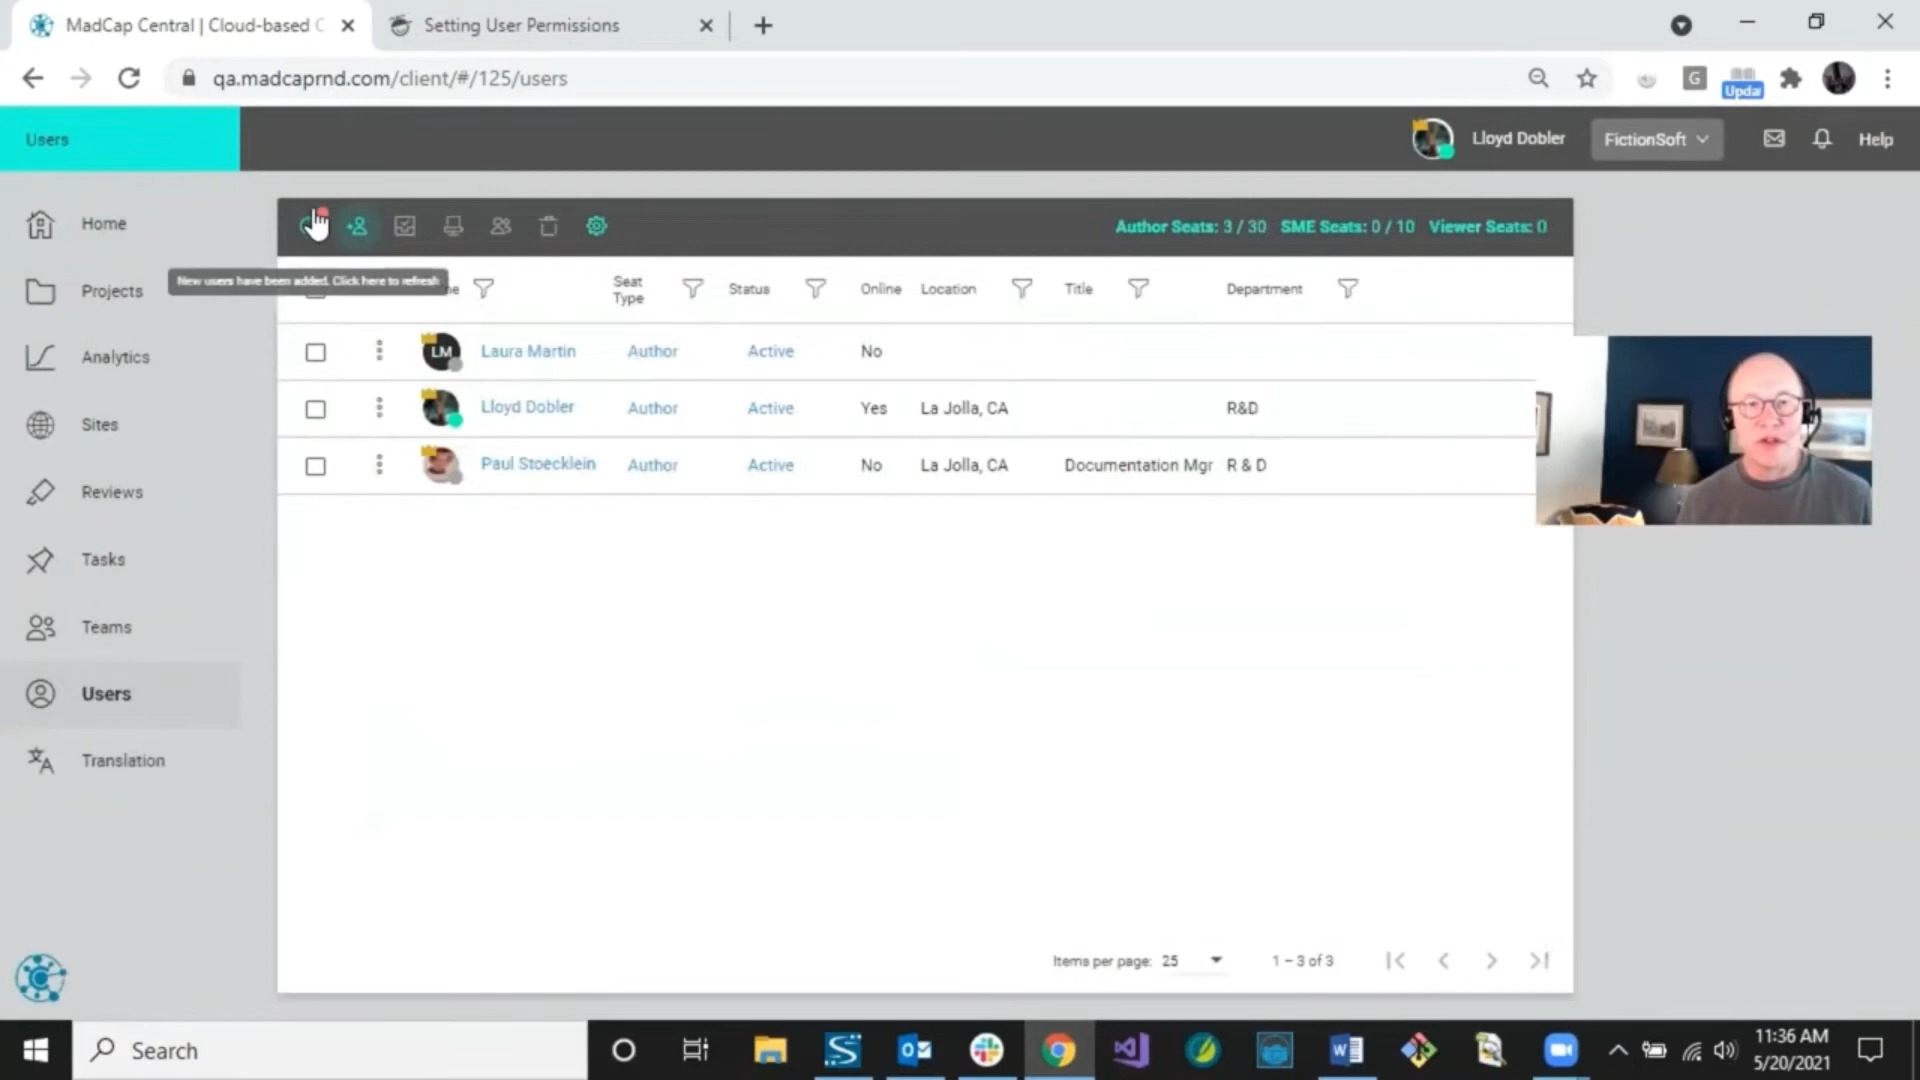 MadCap Central | Cloud-based C
Setting User Permissions
qa.madcaprnd.com/client/#/125/users
G
Updat
Users
Lloyd Dobler
FictionSoft
Help
Home
Author Seats: 3 / 30 SME Seats: 0 / 10 Viewer Seats: 0
Projects
New users have been added. Click here to refresh
me
Seat Type
Status
Online
Location
Title
Department
Analytics
LM Laura Martin Author Active No
Lloyd Dobler Author Active Yes La Jolla, CA R&D
Sites
Paul Stoecklein Author Active No La Jolla, CA Documentation Mgr R & D
Reviews
Tasks
Teams
Users
Translation
Items per page: 25 1 – 3 of 3
Search
11:36 AM
5/20/2021